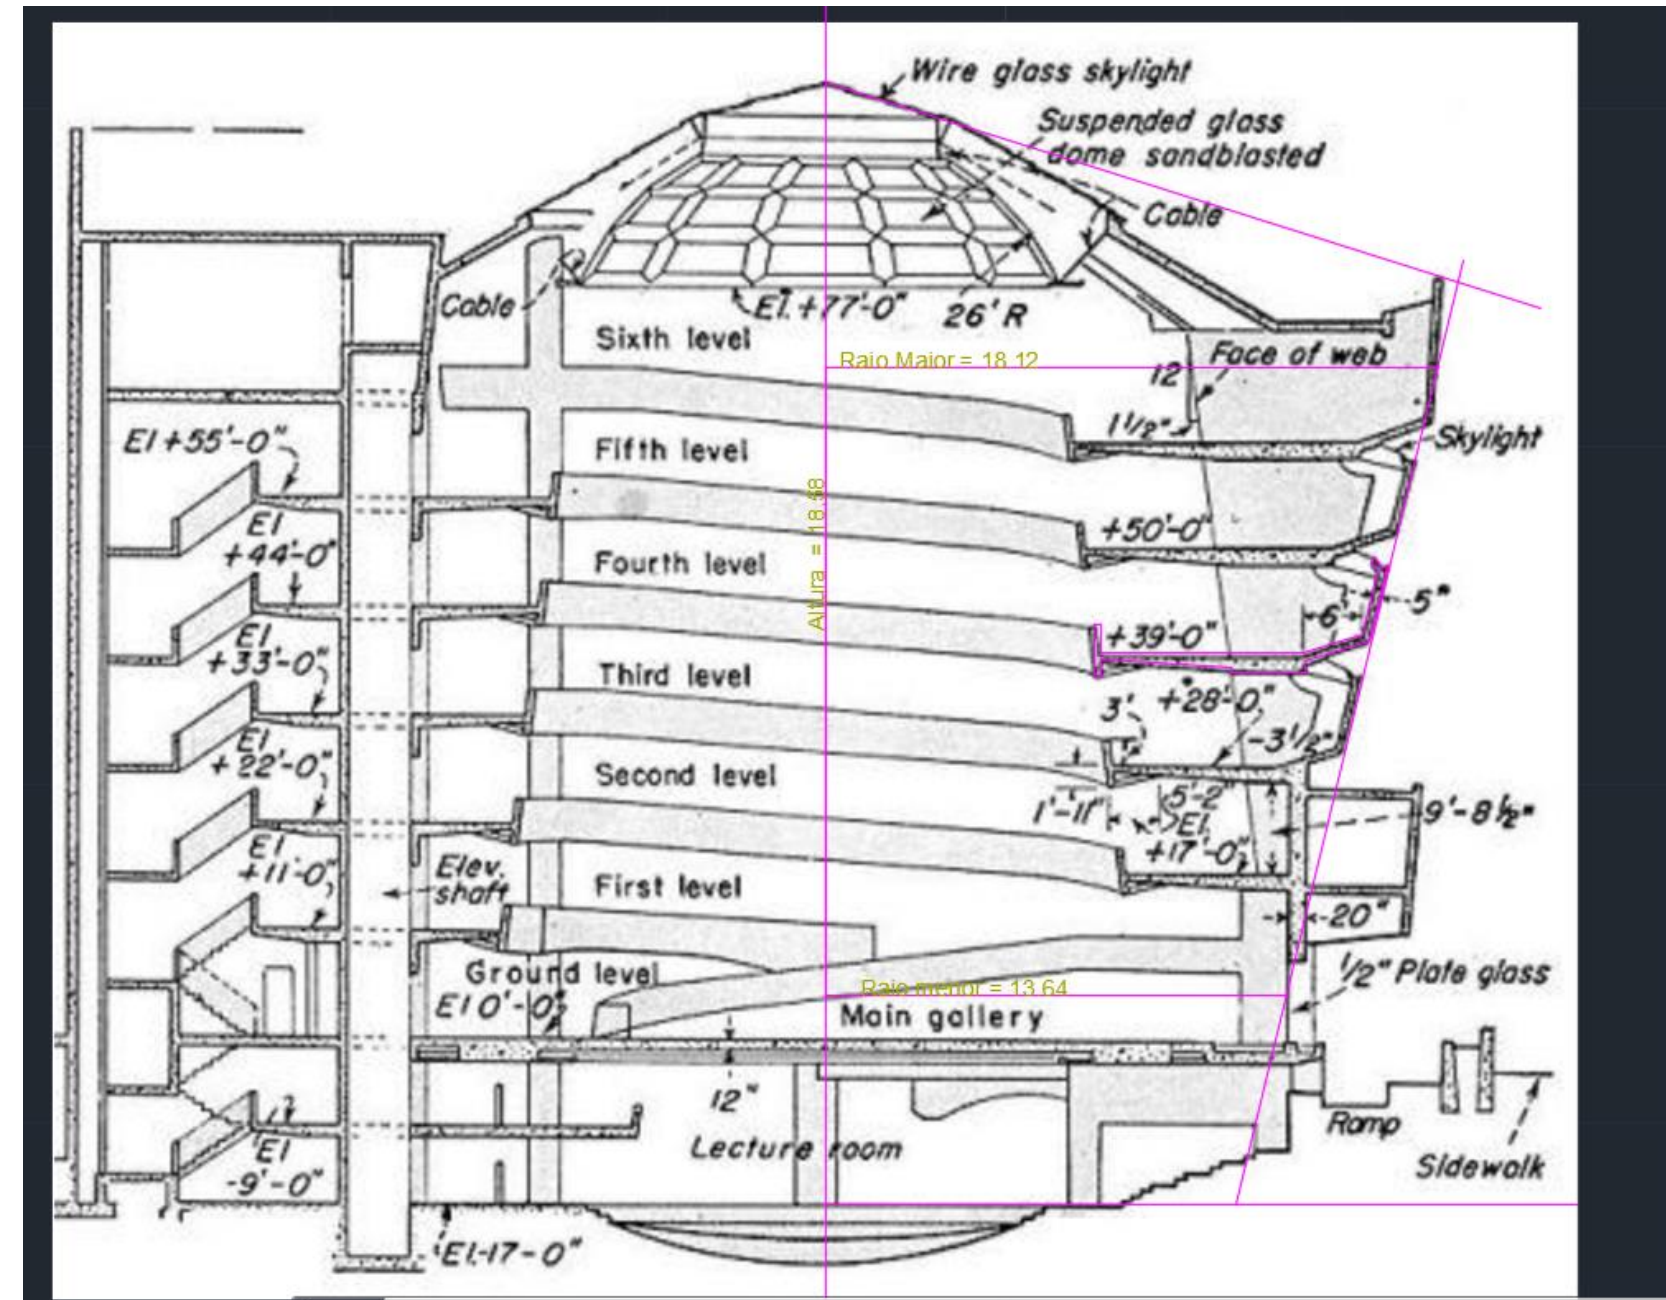 Wire glass skylight
Suspended glass
dome sandblasted
Cable
Cable
El. +77'-0"
26' R
Sixth level
Raio Maior = 18.12
Face of web
12
1 1/2"
Skylight
El +55'-0"
Fifth level
Altura = 18.68
+50'-0"
El
+44'-0"
Fourth level
5"
6'
+39'-0"
El
+33'-0"
Third level
+28'-0"
3'
-3 1/2"
El
+22'-0"
Second level
1'-11"
5'-2"
El.
+17'-0"
9'-8 1/2"
El
+11'-0"
Elev.
shaft
First level
20"
Ground level
El 0'-0"
Raio menor = 13.64
1/2" Plate glass
Main gallery
12"
Lecture room
Ramp
Sidewalk
El
-9'-0"
El.-17-0"